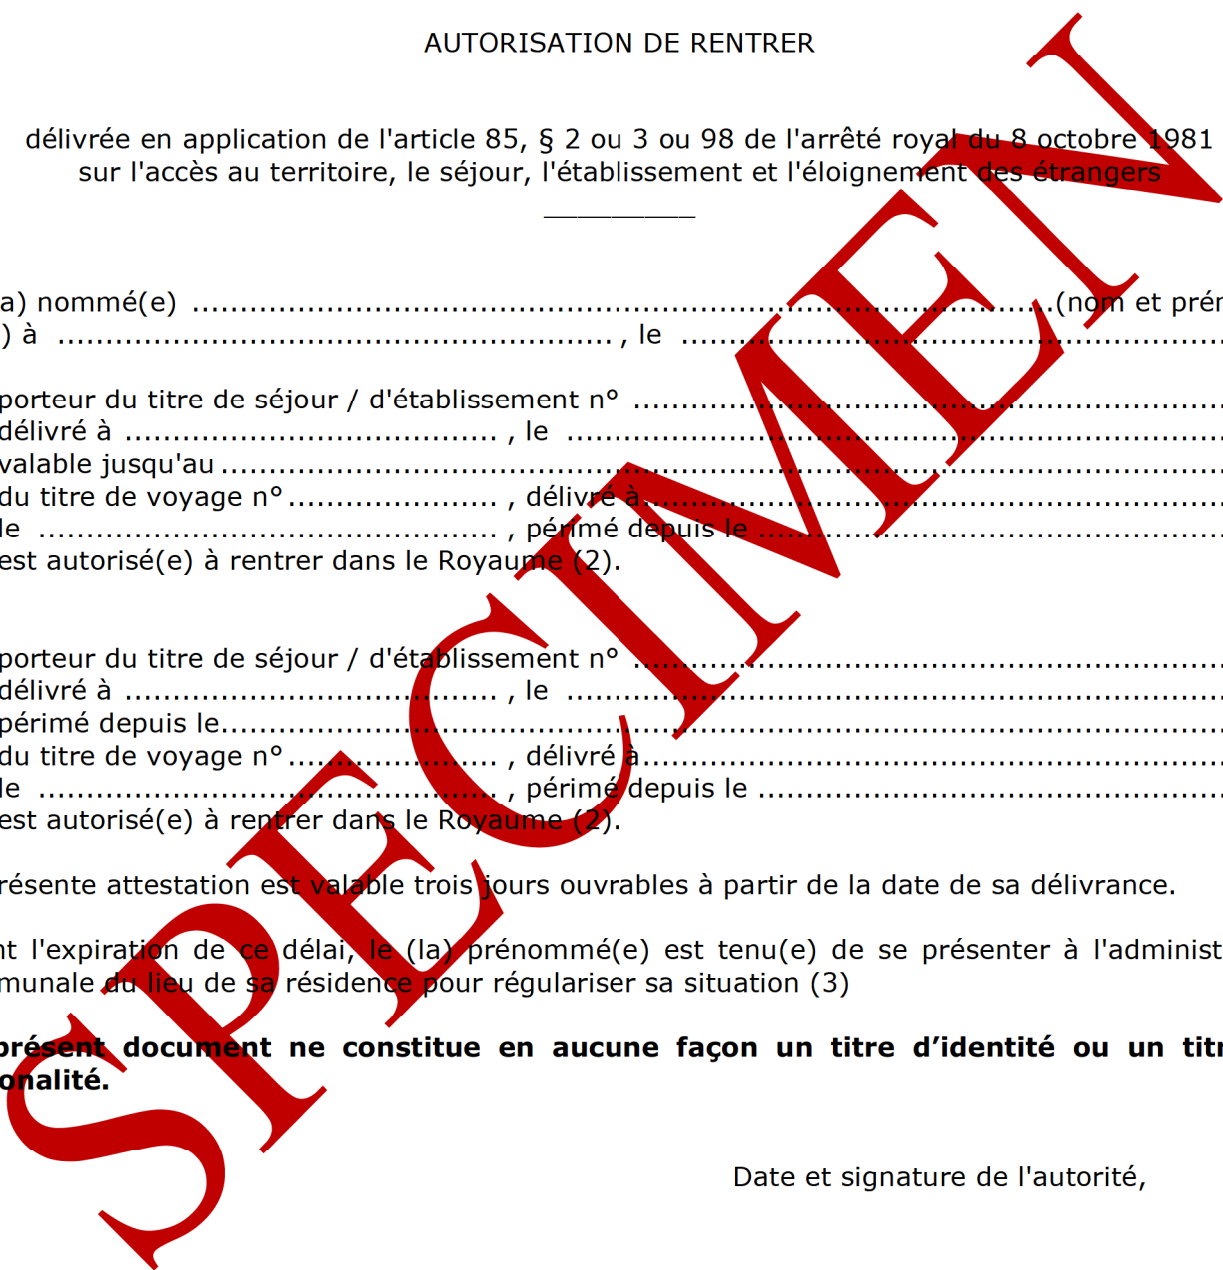 AUTORISATION DE RENTRER
délivrée en application de l'article 85, § 2 ou 3 ou 98 de l'arrêté royal du 8 octobre 1981
sur l'accès au territoire, le séjour, l'établissement et l'éloignement des étrangers
__________
a) nommé(e) ..........................................................................................(nom et prér
) à .......................................................... , le ........................................................
porteur du titre de séjour / d'établissement n° ..............................................................
délivré à ....................................... , le ....................................................................
valable jusqu'au ........................................................................................................
du titre de voyage n° ...................... , délivré à.............................................................
le ................................................ , périmé depuis le .................................................
est autorisé(e) à rentrer dans le Royaume (2).
porteur du titre de séjour / d'établissement n° ..............................................................
délivré à ....................................... , le ....................................................................
périmé depuis le.........................................................................................................
du titre de voyage n° ...................... , délivré à.............................................................
le ................................................ , périmé depuis le .................................................
est autorisé(e) à rentrer dans le Royaume (2).
résente attestation est valable trois jours ouvrables à partir de la date de sa délivrance.
nt l'expiration de ce délai, le (la) prénommé(e) est tenu(e) de se présenter à l'administ
munale du lieu de sa résidence pour régulariser sa situation (3)
présent document ne constitue en aucune façon un titre d’identité ou un titr
onalité.
Date et signature de l'autorité,
SPECIMEN